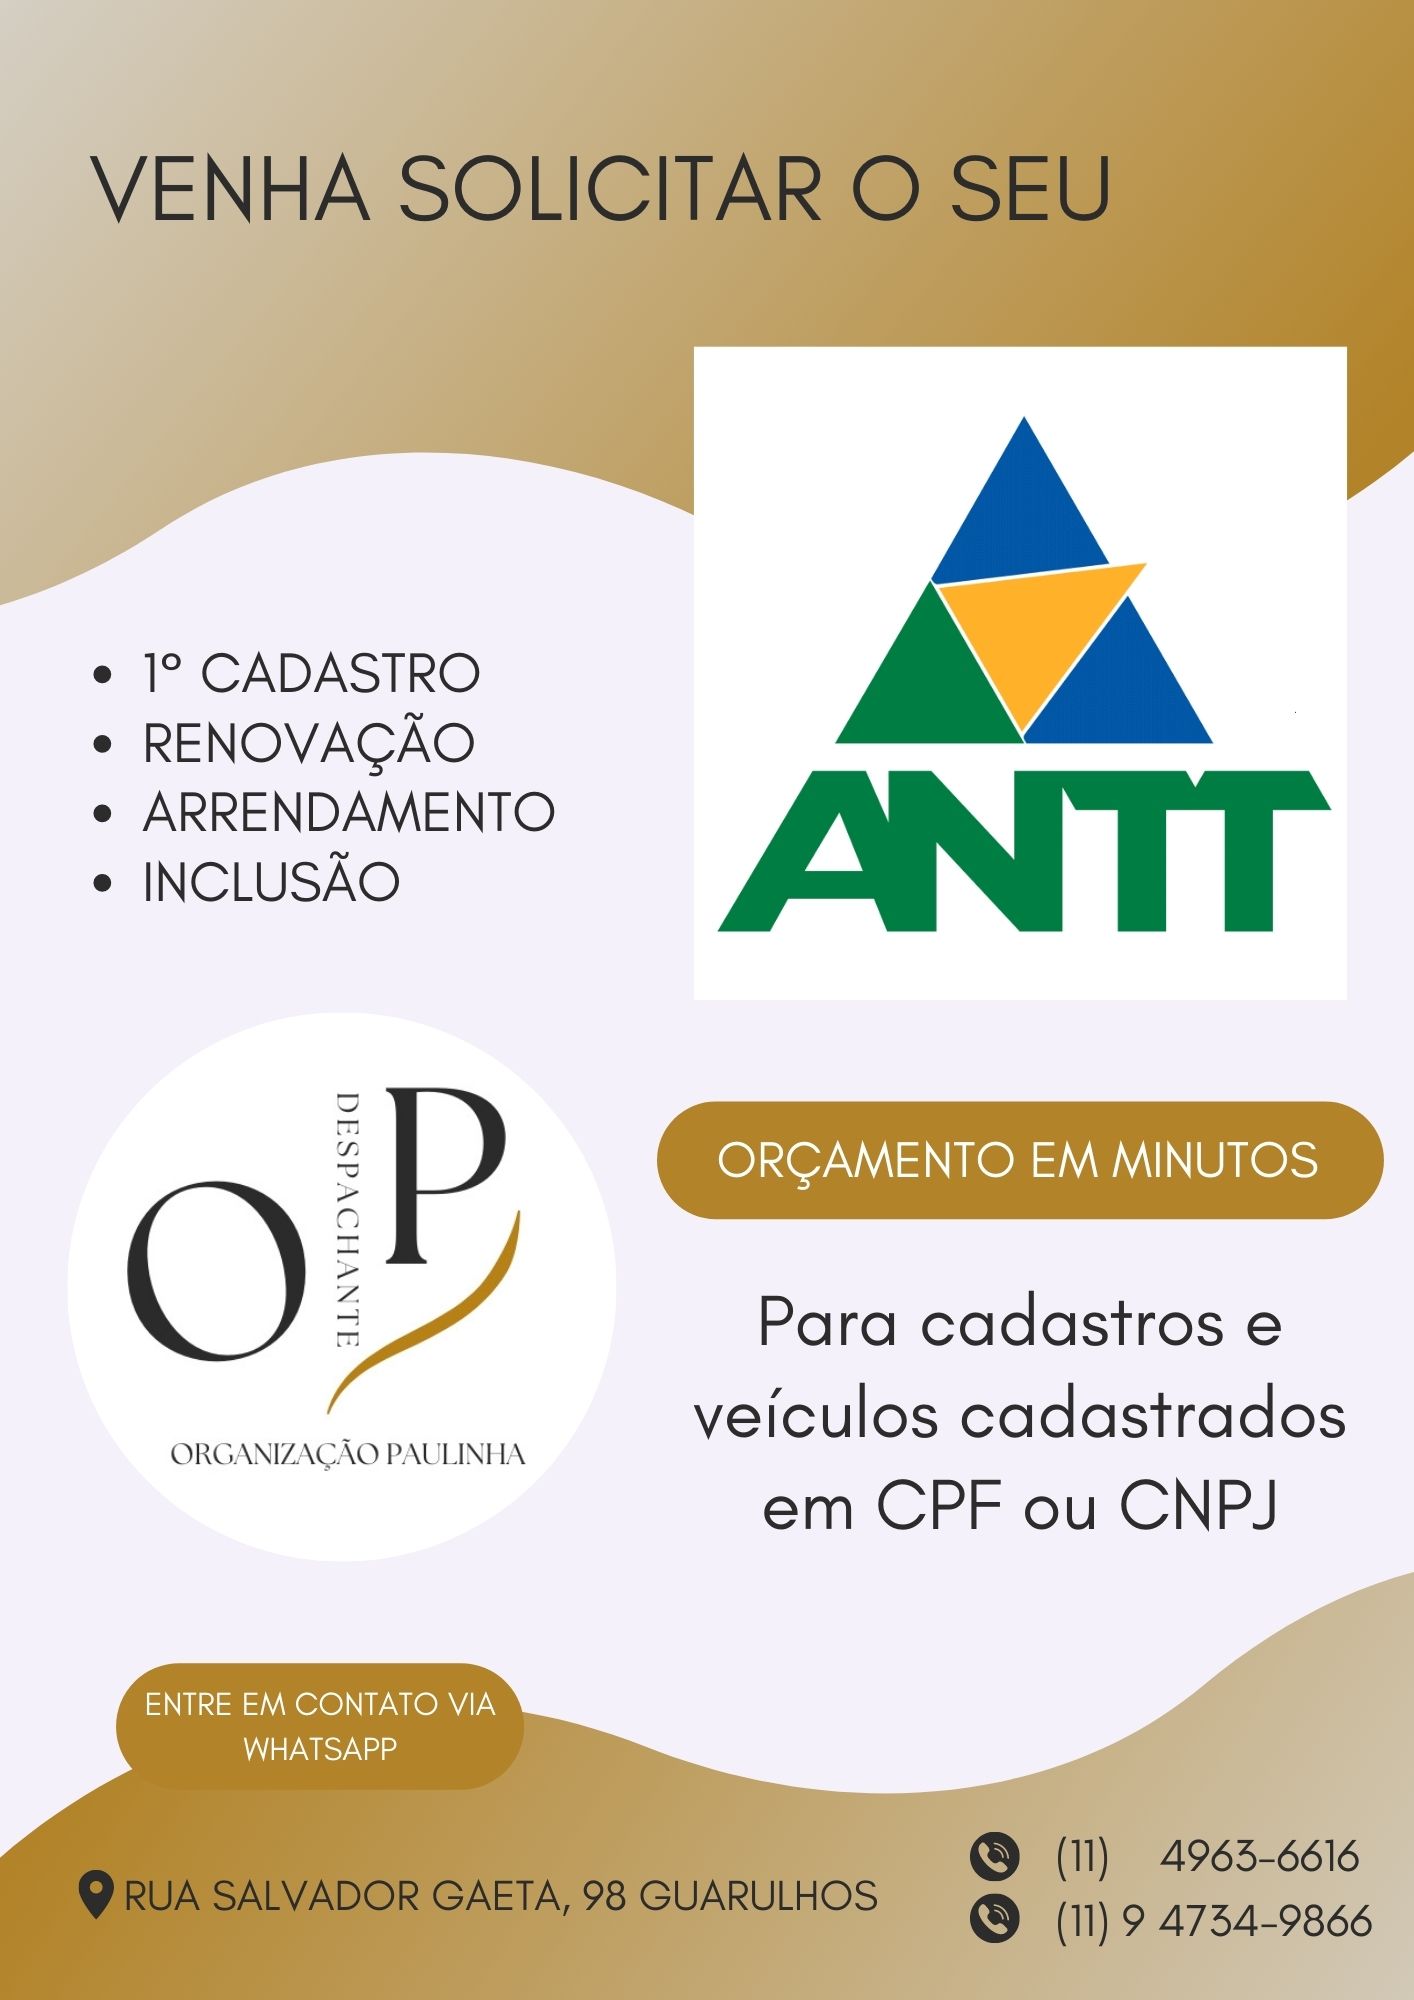 VENHA SOLICITAR O SEU
• 1º CADASTRO
• RENOVAÇÃO
• ARRENDAMENTO
• INCLUSÃO
ANTT
O P
DESPACHANTE
ORGANIZAÇÃO PAULINHA
ORÇAMENTO EM MINUTOS
Para cadastros e
veículos cadastrados
em CPF ou CNPJ
ENTRE EM CONTATO VIA
WHATSAPP
RUA SALVADOR GAETA, 98 GUARULHOS
(11) 4963-6616
(11) 9 4734-9866